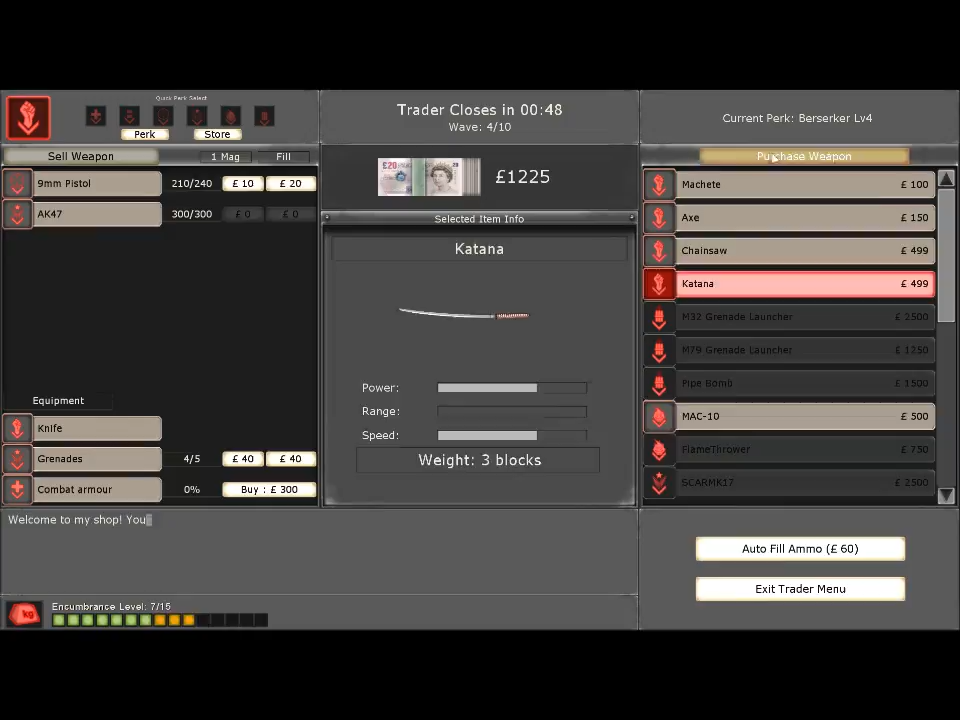 Quick Perk Select
Perk
Store
Trader Closes in 00:48
Wave: 4/10
Current Perk: Berserker Lv4
Sell Weapon
1 Mag
Fill
Purchase Weapon
9mm Pistol 210/240 £ 10 £ 20
AK47 300/300 £ 0 £ 0
£20
£1225
Selected Item Info
Katana
Power:
Range:
Speed:
Weight: 3 blocks
Machete £ 100
Axe £ 150
Chainsaw £ 499
Katana £ 499
M32 Grenade Launcher £ 2500
M79 Grenade Launcher £ 1250
Pipe Bomb £ 1500
MAC-10 £ 500
FlameThrower £ 750
SCARMK17 £ 2500
Equipment
Knife
Grenades 4/5 £ 40 £ 40
Combat armour 0% Buy : £ 300
Welcome to my shop! You
Auto Fill Ammo (£ 60)
Exit Trader Menu
kg
Encumbrance Level: 7/15